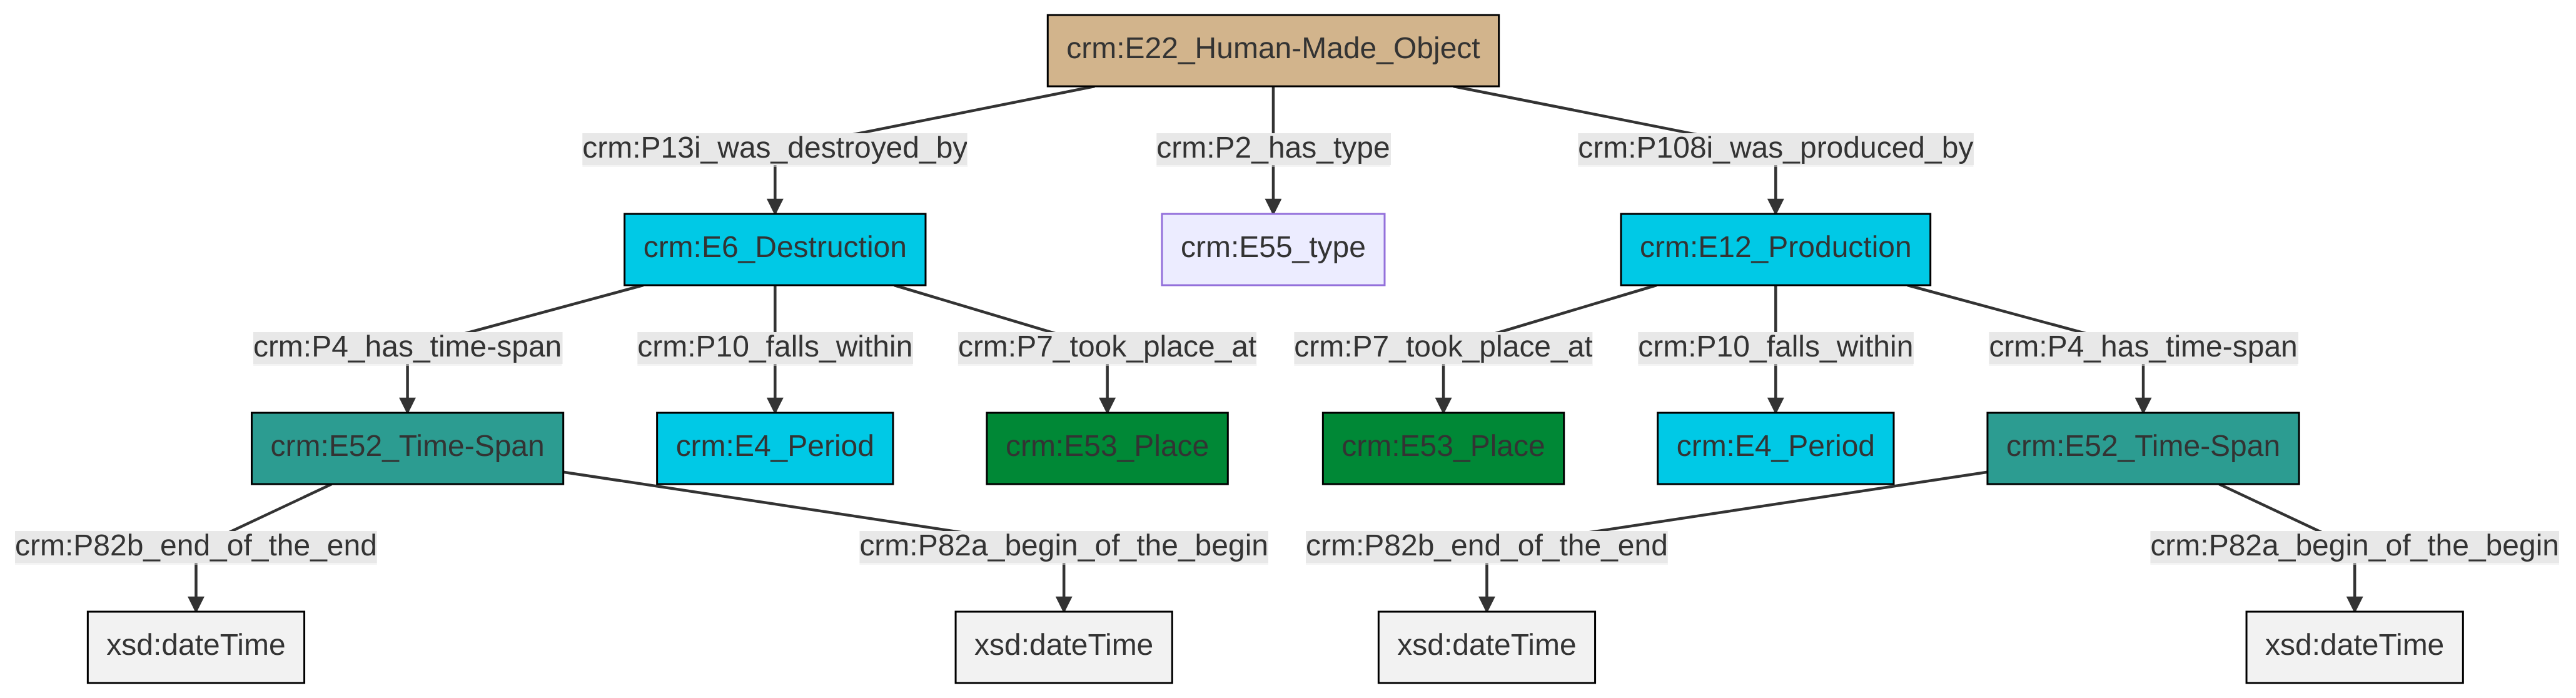 crm:E22_Human-Made_Object
crm:P13i_was_destroyed_by
crm:P2_has_type
crm:P108i_was_produced_by
crm:E6_Destruction
crm:E55_type
crm:E12_Production
crm:P4_has_time-span
crm:P10_falls_within
crm:P7_took_place_at
crm:P7_took_place_at
crm:P10_falls_within
crm:P4_has_time-span
crm:E52_Time-Span
crm:E4_Period
crm:E53_Place
crm:E53_Place
crm:E4_Period
crm:E52_Time-Span
crm:P82b_end_of_the_end
crm:P82a_begin_of_the_begin
crm:P82b_end_of_the_end
crm:P82a_begin_of_the_begin
xsd:dateTime
xsd:dateTime
xsd:dateTime
xsd:dateTime